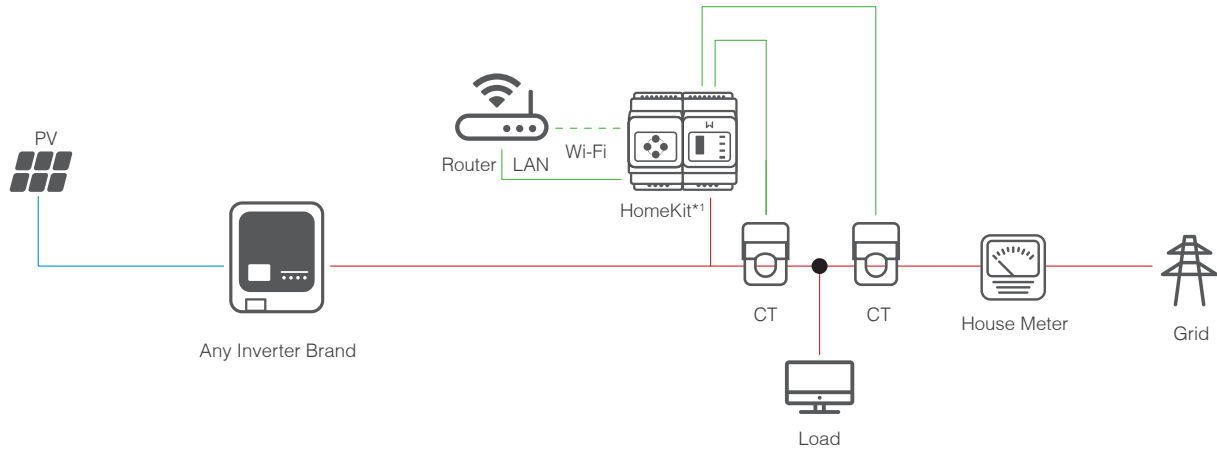 PV
Router
LAN
Wi-Fi
HomeKit*1
Any Inverter Brand
CT
CT
House Meter
Grid
Load